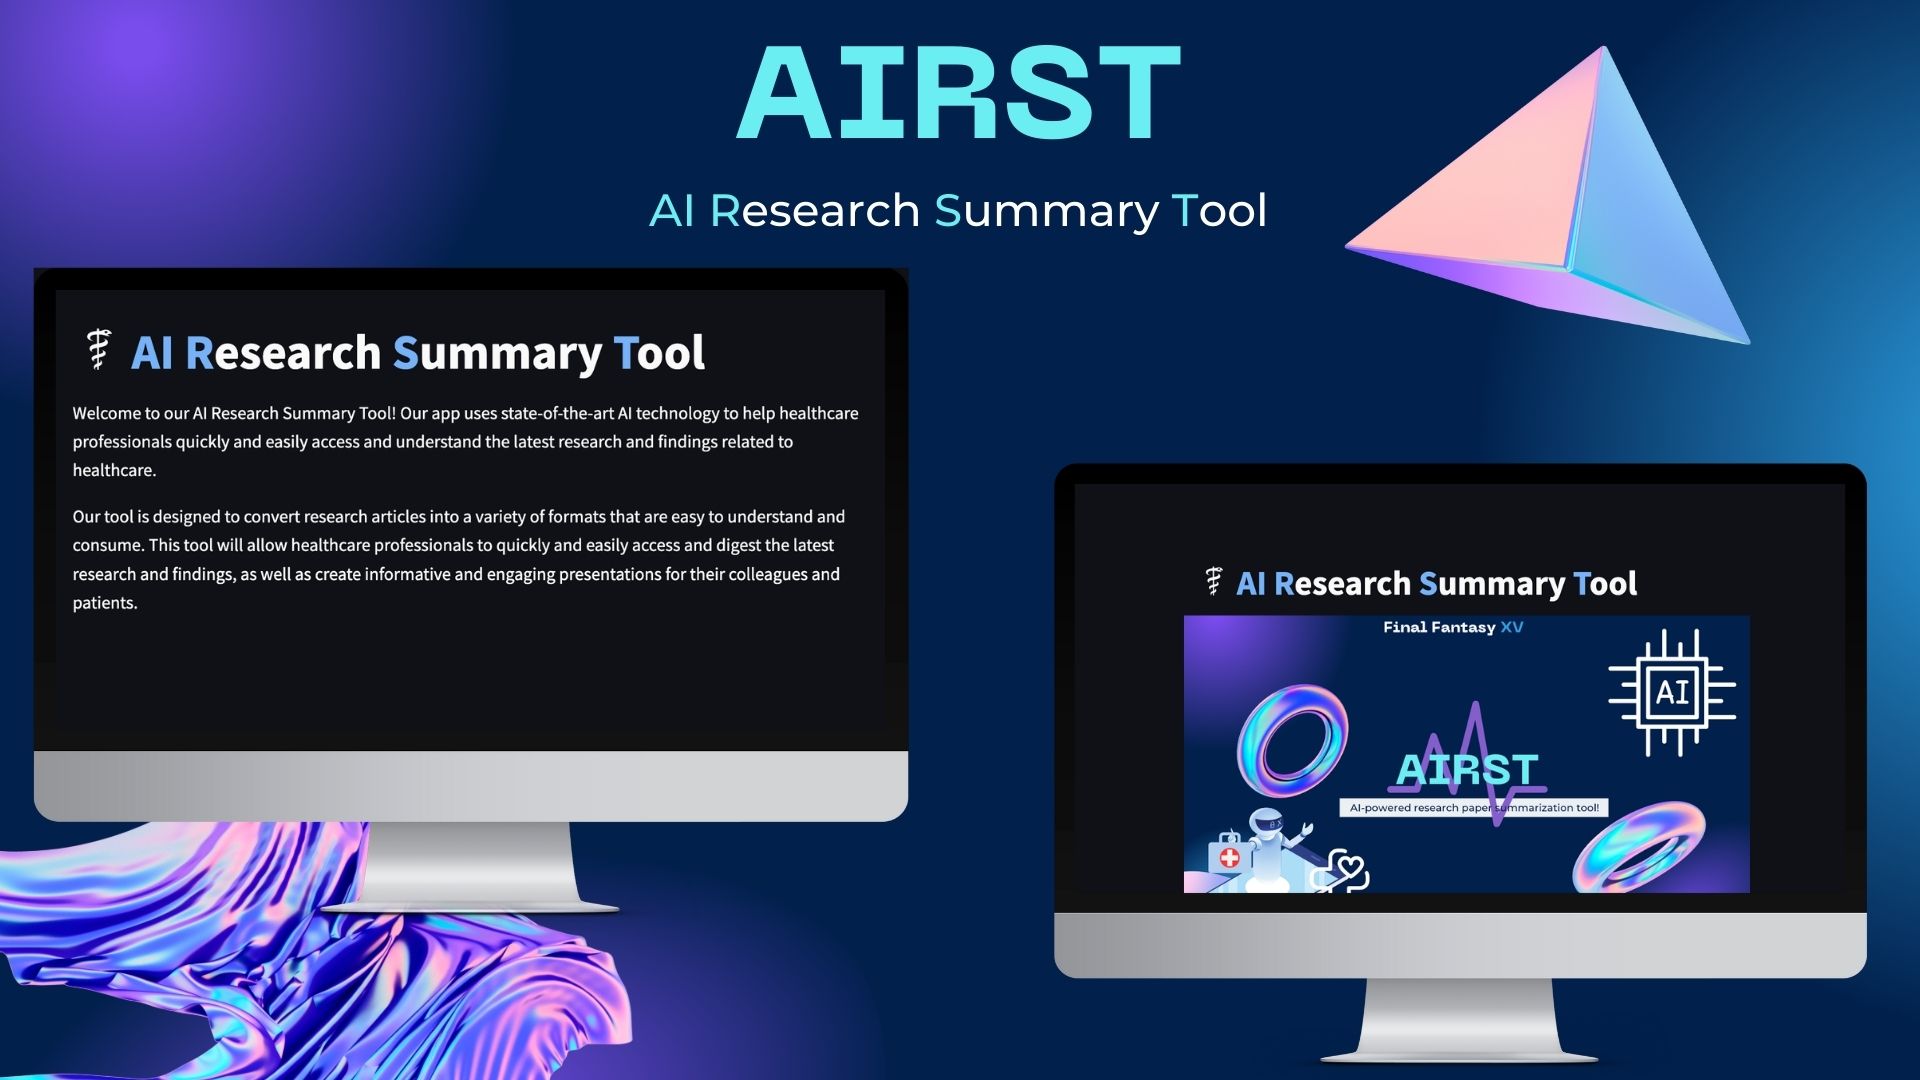 AIRST
AI Research Summary Tool
AI Research Summary Tool
Welcome to our AI Research Summary Tool! Our app uses state-of-the-art AI technology to help healthcare
professionals quickly and easily access and understand the latest research and findings related to
healthcare.
Our tool is designed to convert research articles into a variety of formats that are easy to understand and
consume. This tool will allow healthcare professionals to quickly and easily access and digest the latest
research and findings, as well as create informative and engaging presentations for their colleagues and
patients.
AI Research Summary Tool
Final Fantasy XV
AI
AIRST
AI-powered research paper summarization tool!